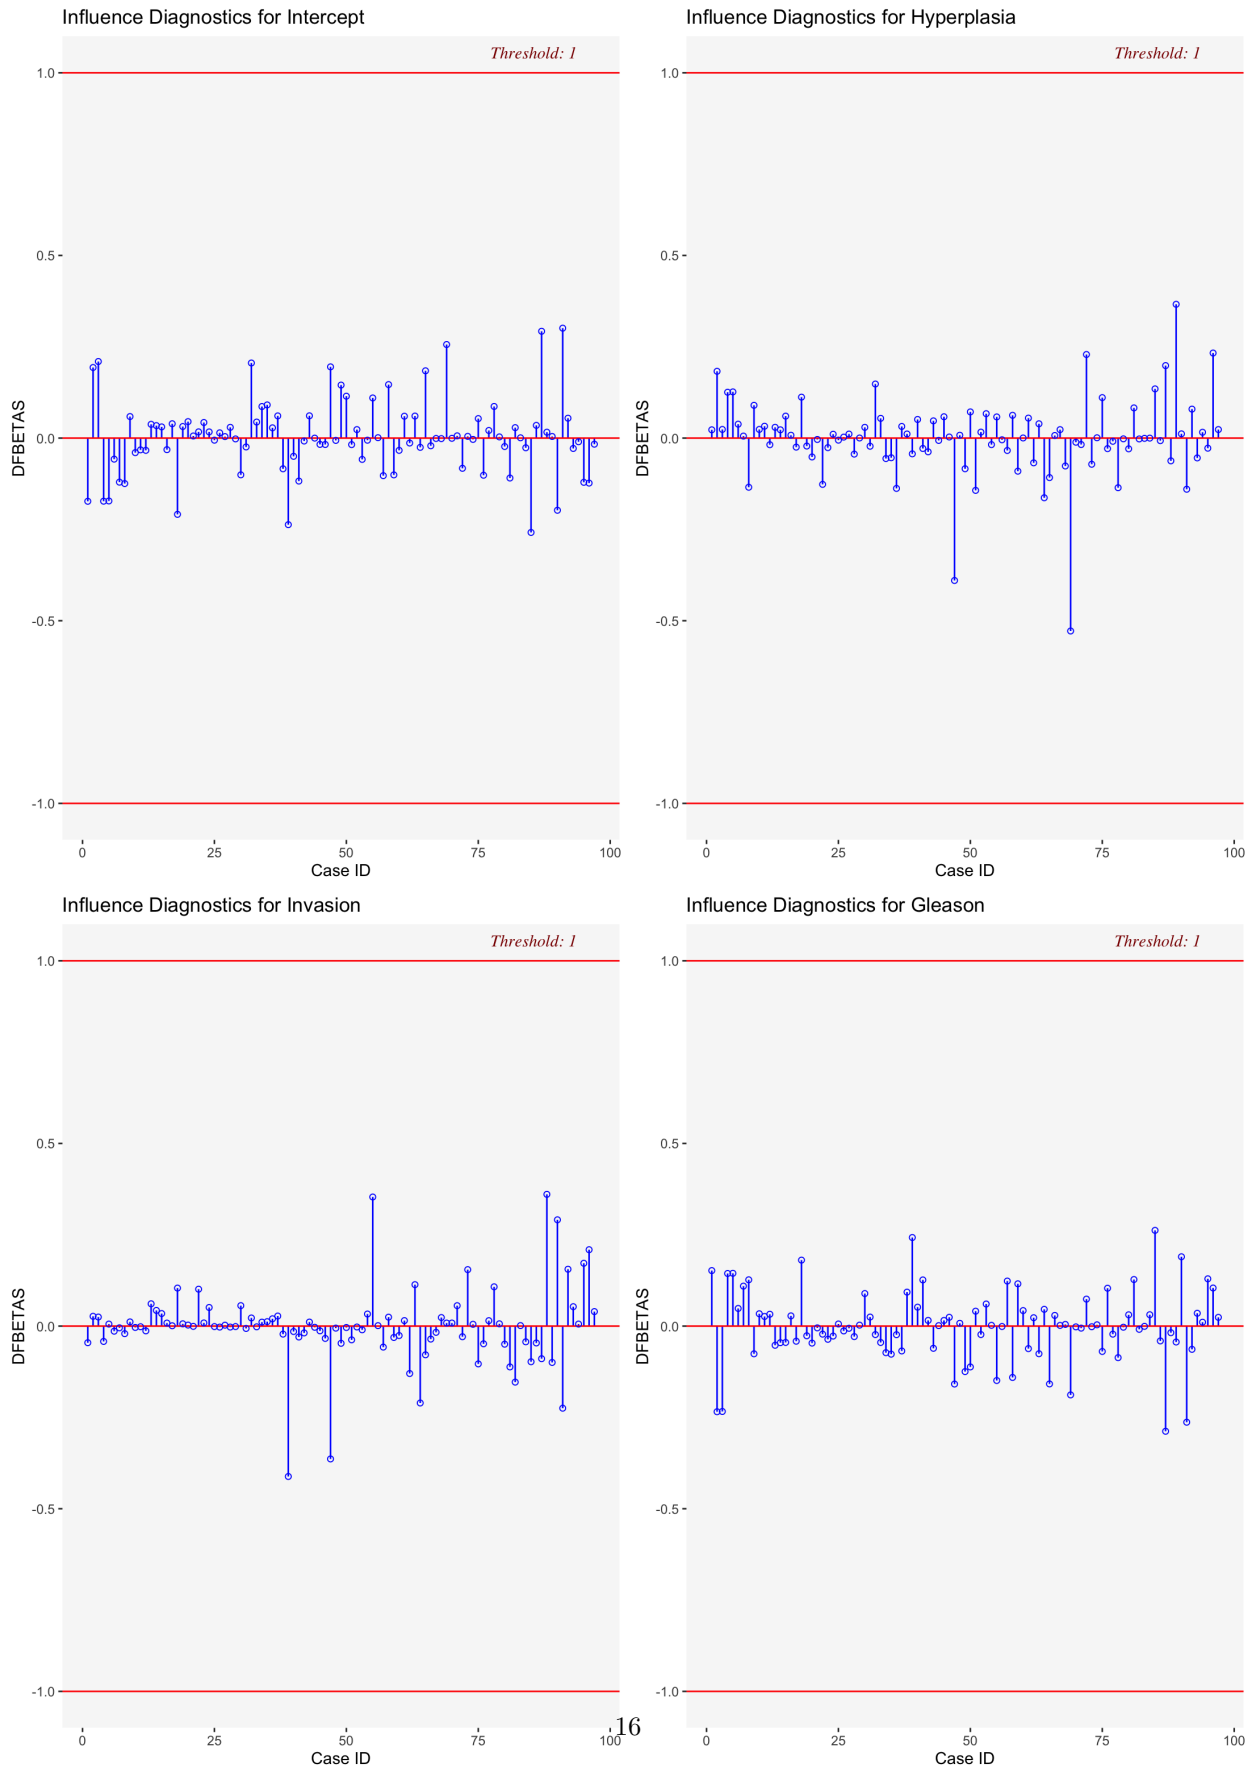 Influence Diagnostics for Intercept
Threshold: 1
1.0
0.5
0.0
-0.5
-1.0
DFBETAS
0 25 50 75 100
Case ID
Influence Diagnostics for Hyperplasia
Threshold: 1
1.0
0.5
0.0
-0.5
-1.0
DFBETAS
0 25 50 75 100
Case ID
Influence Diagnostics for Invasion
Threshold: 1
1.0
0.5
0.0
-0.5
-1.0
DFBETAS
0 25 50 75 100
Case ID
Influence Diagnostics for Gleason
Threshold: 1
1.0
0.5
0.0
-0.5
-1.0
DFBETAS
0 25 50 75 100
Case ID
16